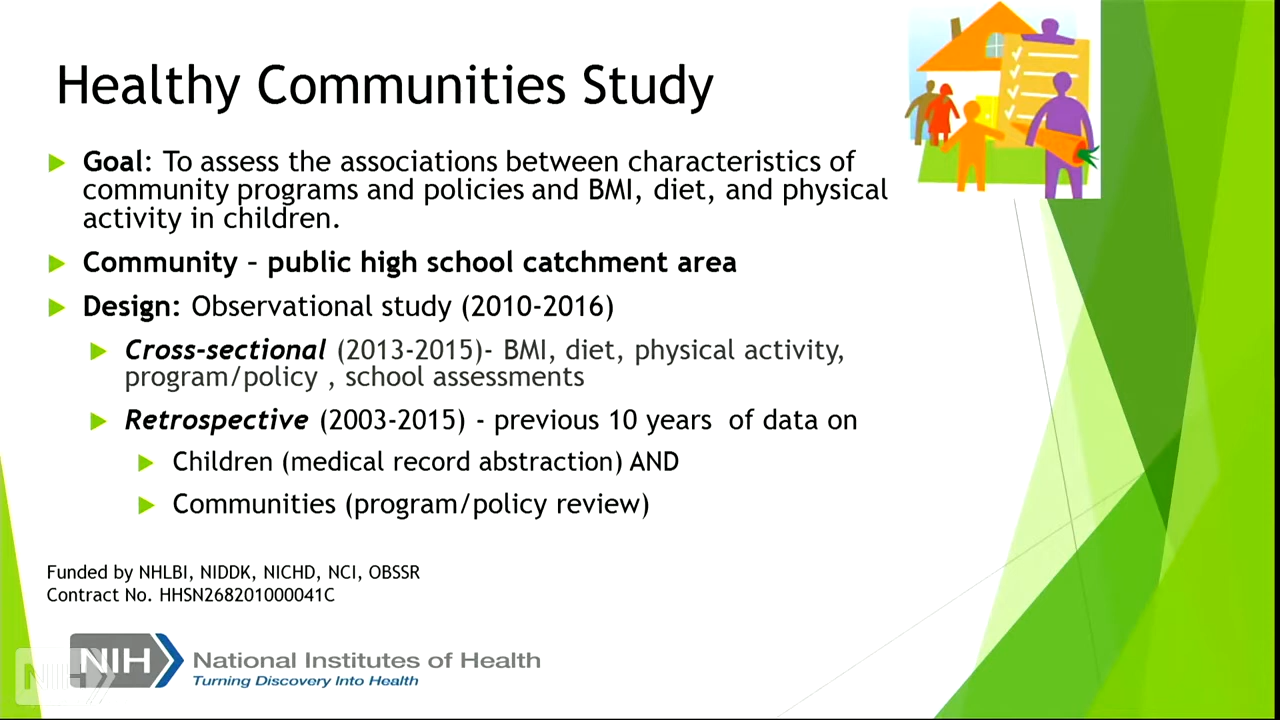 Healthy Communities Study
Goal: To assess the associations between characteristics of
community programs and policies and BMI, diet, and physical
activity in children.
Community – public high school catchment area
Design: Observational study (2010-2016)
Cross-sectional (2013-2015)- BMI, diet, physical activity,
program/policy , school assessments
Retrospective (2003-2015) - previous 10 years of data on
Children (medical record abstraction) AND
Communities (program/policy review)
Funded by NHLBI, NIDDK, NICHD, NCI, OBSSR
Contract No. HHSN268201000041C
NIH National Institutes of Health
Turning Discovery Into Health
NIH